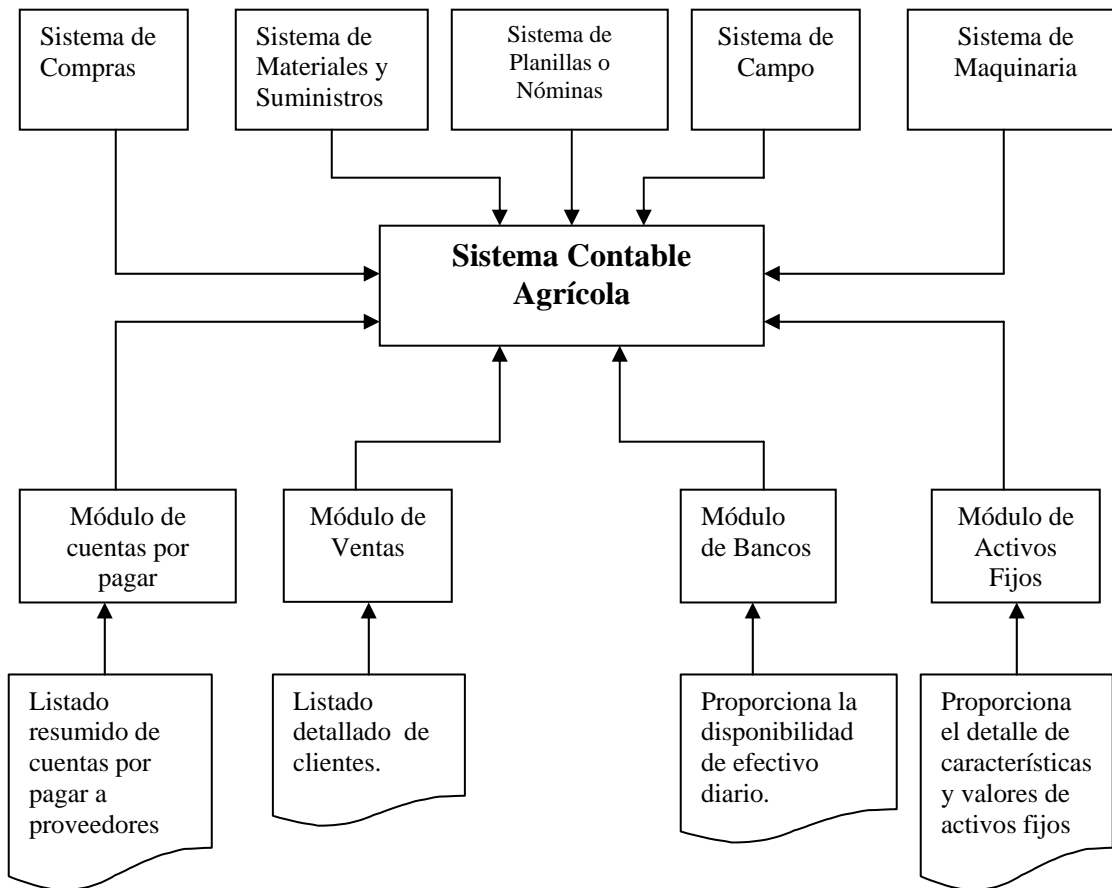 Sistema de
Compras
Sistema de
Materiales y
Suministros
Sistema de
Planillas o
Nóminas
Sistema de
Campo
Sistema de
Maquinaria
Sistema Contable
Agrícola
Módulo de
cuentas por
pagar
Módulo de
Ventas
Módulo
de Bancos
Módulo de
Activos
Fijos
Listado
resumido de
cuentas por
pagar a
proveedores
Listado
detallado de
clientes.
Proporciona la
disponibilidad
de efectivo
diario.
Proporciona
el detalle de
características
y valores de
activos fijos